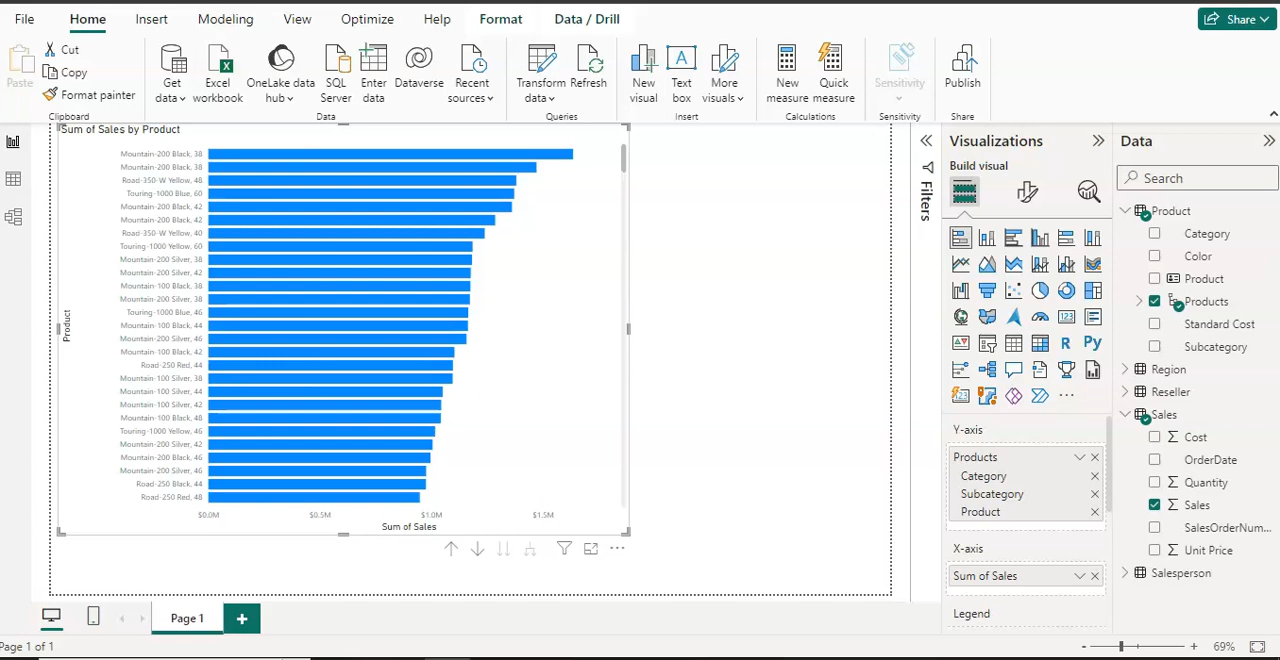 File Home Insert Modeling View Optimize Help Format Data / Drill Share
Paste
Cut
Copy
Format painter
Clipboard
Get data
Excel workbook
OneLake data hub
SQL Server
Enter data
Dataverse
Recent sources
Data
Transform data
Refresh
Queries
New visual
Text box
More visuals
Insert
New measure
Quick measure
Calculations
Sensitivity
Sensitivity
Publish
Share
Sum of Sales by Product
Product
Mountain-200 Black, 38
Mountain-200 Black, 38
Road-350-W Yellow, 48
Touring-1000 Blue, 60
Mountain-200 Black, 42
Mountain-200 Black, 42
Road-350-W Yellow, 40
Touring-1000 Yellow, 60
Mountain-200 Silver, 38
Mountain-200 Silver, 42
Mountain-100 Black, 38
Mountain-200 Silver, 38
Touring-1000 Blue, 46
Mountain-100 Black, 44
Mountain-200 Silver, 46
Mountain-100 Black, 42
Road-250 Red, 44
Mountain-100 Silver, 38
Mountain-100 Silver, 44
Mountain-100 Silver, 42
Mountain-100 Black, 48
Touring-1000 Yellow, 46
Mountain-200 Silver, 42
Mountain-200 Black, 46
Mountain-200 Silver, 46
Road-250 Black, 44
Road-250 Red, 48
$0.0M $0.5M $1.0M $1.5M
Sum of Sales
Filters
Visualizations
Build visual
R Py
123
Y-axis
Products
Category
Subcategory
Product
X-axis
Sum of Sales
Legend
Data
Search
Product
Category
Color
Product
Products
Standard Cost
Subcategory
Region
Reseller
Sales
Cost
OrderDate
Quantity
Sales
SalesOrderNum...
Unit Price
Salesperson
Page 1
Page 1 of 1
69%